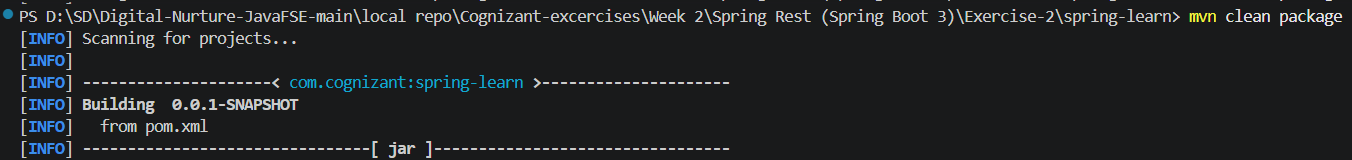 PS D:\SD\Digital-Nurture-JavaFSE-main\local repo\Cognizant-excercises\Week 2\Spring Rest (Spring Boot 3)\Exercise-2\spring-learn> mvn clean package
[INFO] Scanning for projects...
[INFO]
[INFO] --------------------< com.cognizant:spring-learn >--------------------
[INFO] Building  0.0.1-SNAPSHOT
[INFO]   from pom.xml
[INFO] --------------------------------[ jar ]---------------------------------